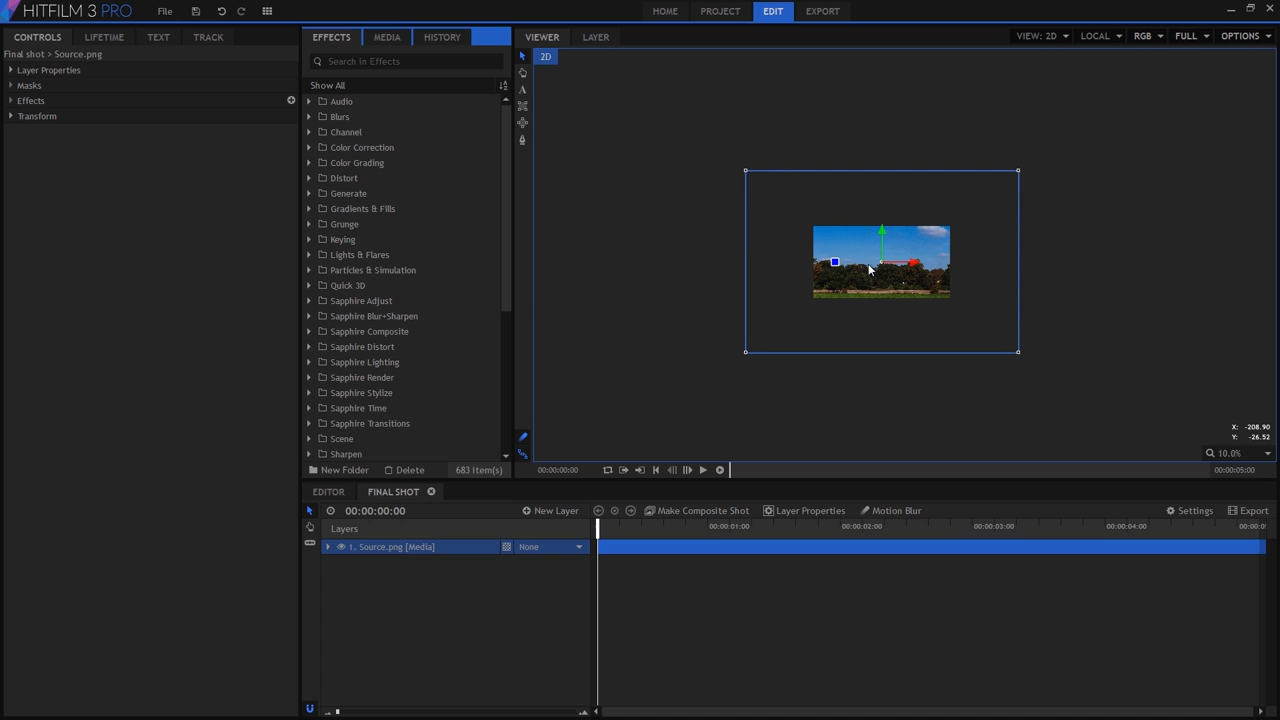 HITFILM 3 PRO
File
HOME
PROJECT
EDIT
EXPORT
CONTROLS
LIFETIME
TEXT
TRACK
Final shot > Source.png
Layer Properties
Masks
Effects
Transform
EFFECTS
MEDIA
HISTORY
Search in Effects
Show All
Audio
Blurs
Channel
Color Correction
Color Grading
Distort
Generate
Gradients & Fills
Grunge
Keying
Lights & Flares
Particles & Simulation
Quick 3D
Sapphire Adjust
Sapphire Blur+Sharpen
Sapphire Composite
Sapphire Distort
Sapphire Lighting
Sapphire Render
Sapphire Stylize
Sapphire Time
Sapphire Transitions
Scene
Sharpen
New Folder
Delete
683 item(s)
VIEWER
LAYER
VIEW: 2D
LOCAL
RGB
FULL
OPTIONS
2D
X: -208.90
Y: -26.52
10.0%
00:00:00:00
00:00:05:00
EDITOR
FINAL SHOT
00:00:00:00
New Layer
Make Composite Shot
Layer Properties
Motion Blur
Settings
Export
Layers
00:00:01:00
00:00:02:00
00:00:03:00
00:00:04:00
1. Source.png [Media]
None